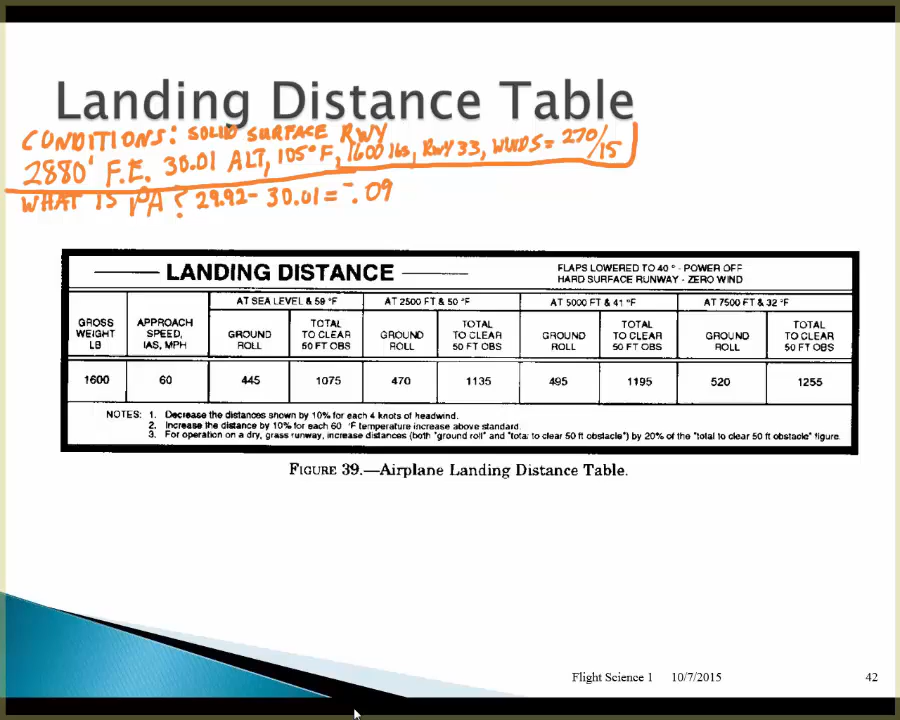 Landing Distance Table
CONDITIONS: SOLID SURFACE RWY
2880' F.E. 30.01 ALT, 105°F, 1600 lbs, RWY 33, WINDS = 270/15
WHAT IS PA? 29.92 - 30.01 = -.09
LANDING DISTANCE
FLAPS LOWERED TO 40° - POWER OFF
HARD SURFACE RUNWAY - ZERO WIND
AT SEA LEVEL & 59 °F AT 2500 FT & 50 °F AT 5000 FT & 41 °F AT 7500 FT & 32 °F
GROSS WEIGHT LB APPROACH SPEED, IAS, MPH GROUND ROLL TOTAL TO CLEAR 50 FT OBS GROUND ROLL TOTAL TO CLEAR 50 FT OBS GROUND ROLL TOTAL TO CLEAR 50 FT OBS GROUND ROLL TOTAL TO CLEAR 50 FT OBS
1600 60 445 1075 470 1135 495 1195 520 1255
NOTES: 1. Decrease the distances shown by 10% for each 4 knots of headwind.
2. Increase the distance by 10% for each 60 °F temperature increase above standard.
3. For operation on a dry, grass runway, increase distances (both "ground roll" and "total to clear 50 ft obstacle") by 20% of the "total to clear 50 ft obstacle" figure.
FIGURE 39.—Airplane Landing Distance Table.
Flight Science 1 10/7/2015 42